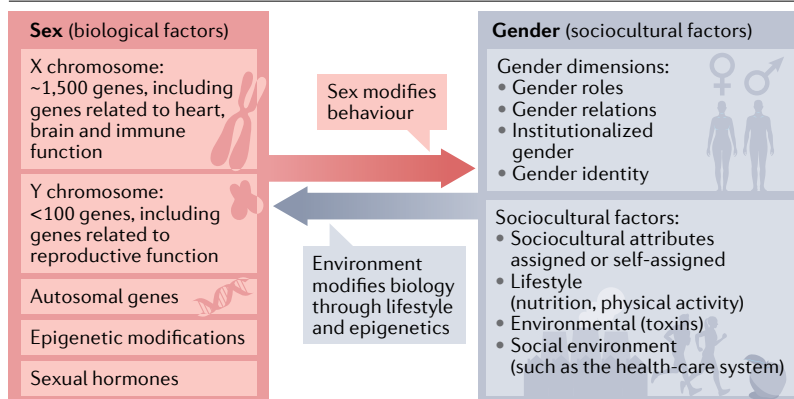 Sex (biological factors)
X chromosome:
~1,500 genes, including
genes related to heart,
brain and immune
function
Y chromosome:
<100 genes, including
genes related to
reproductive function
Autosomal genes
Epigenetic modifications
Sexual hormones
Sex modifies
behaviour
Environment
modifies biology
through lifestyle
and epigenetics
Gender (sociocultural factors)
Gender dimensions:
• Gender roles
• Gender relations
• Institutionalized
gender
• Gender identity
Sociocultural factors:
• Sociocultural attributes
assigned or self-assigned
• Lifestyle
(nutrition, physical activity)
• Environmental (toxins)
• Social environment
(such as the health-care system)